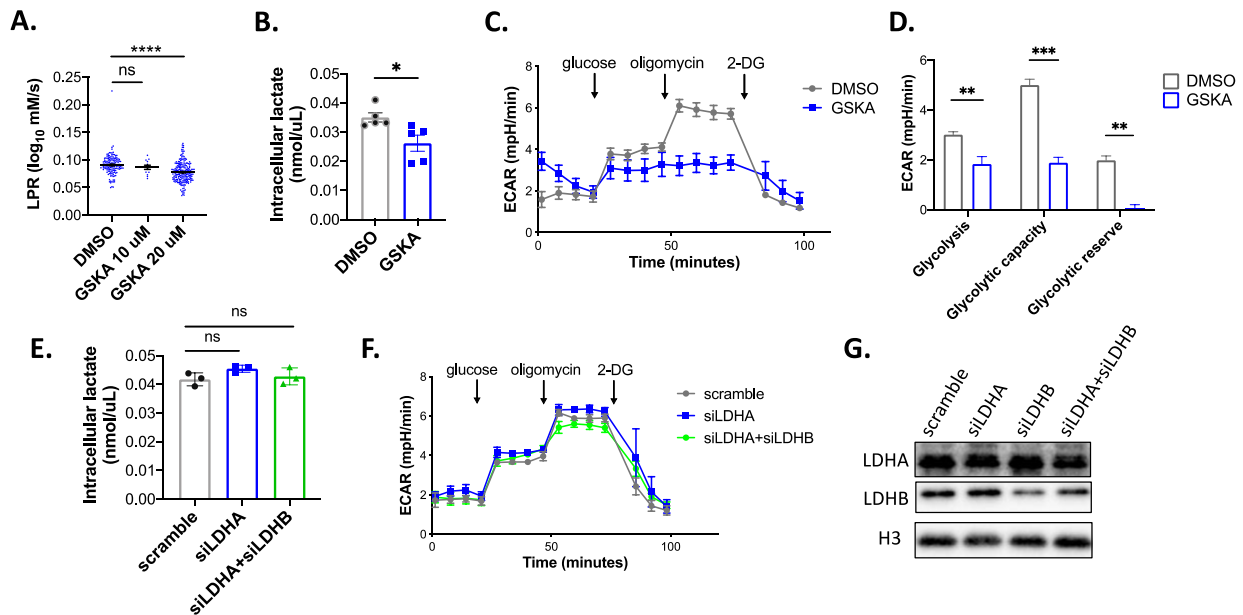 A.
****
ns
LPR (log10 mM/s)
0.25
0.20
0.15
0.10
0.05
0.00
DMSO
GSKA 10 uM
GSKA 20 uM
B.
*
Intracellular lactate
(nmol/uL)
0.05
0.04
0.03
0.02
0.01
0.00
DMSO
GSKA
C.
glucose
oligomycin
2-DG
DMSO
GSKA
ECAR (mpH/min)
8
6
4
2
0
0
50
100
Time (minutes)
D.
**
***
**
DMSO
GSKA
ECAR (mpH/min)
6
4
2
0
Glycolysis
Glycolytic capacity
Glycolytic reserve
E.
ns
ns
Intracellular lactate
(nmol/uL)
0.05
0.04
0.03
0.02
0.01
0.00
scramble
siLDHA
siLDHA+siLDHB
F.
glucose
oligomycin
2-DG
scramble
siLDHA
siLDHA+siLDHB
ECAR (mpH/min)
8
6
4
2
0
0
50
100
Time (minutes)
G.
scramble
siLDHA
siLDHB
siLDHA+siLDHB
LDHA
LDHB
H3